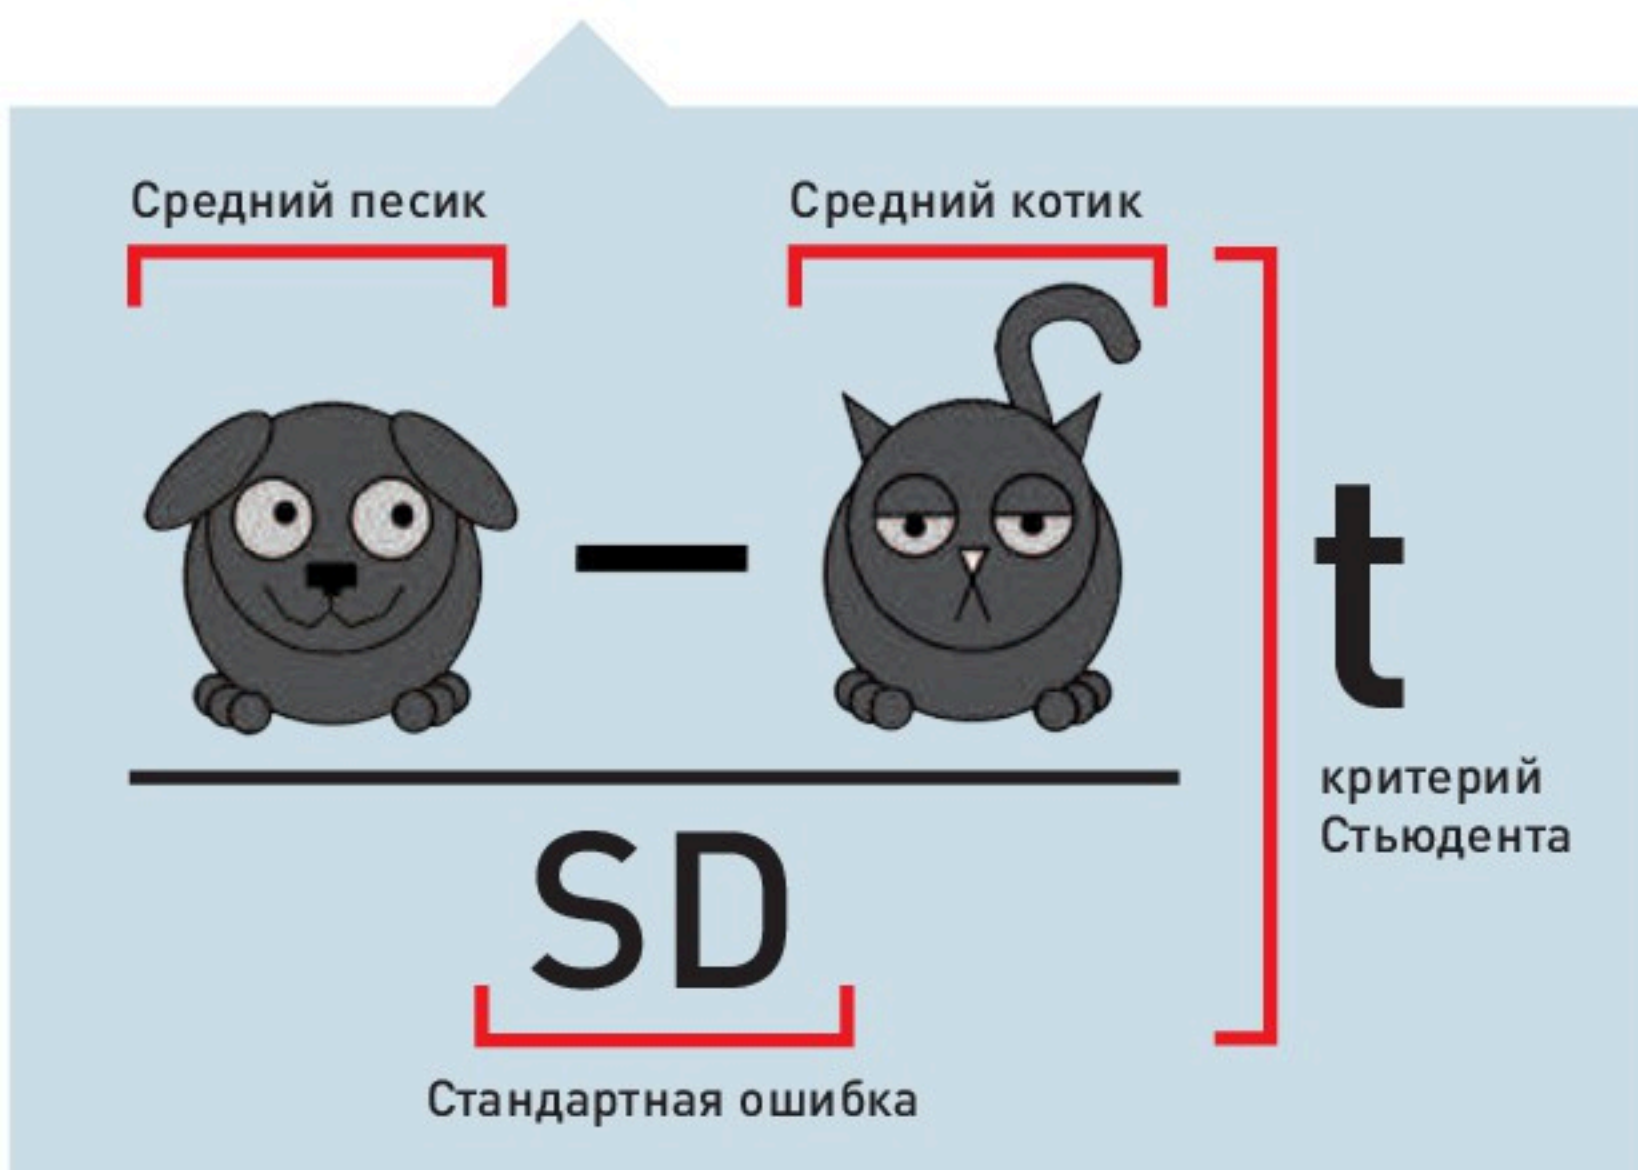 Средний песик
Средний котик
t
критерий
Стьюдента
SD
Стандартная ошибка